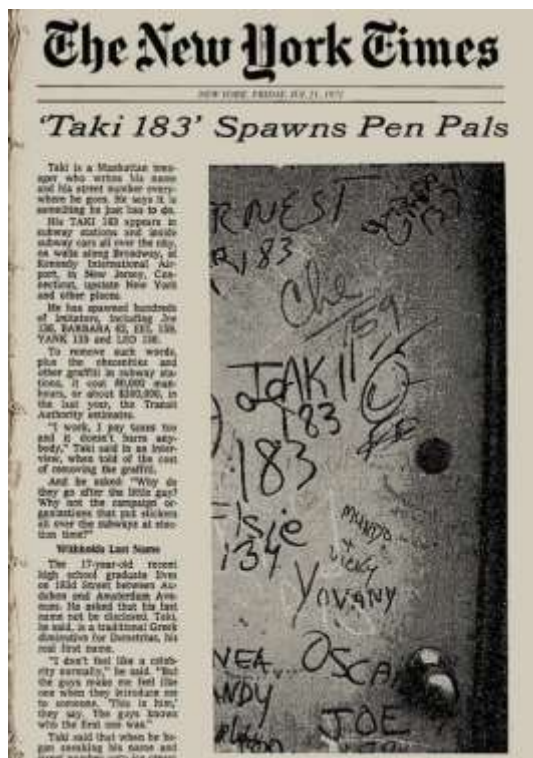 The New York Times
NEW YORK, FRIDAY, JULY 21, 1971
'Taki 183' Spawns Pen Pals
Taki is a Manhattan teen-
ager who writes his name
and his street number every-
where he goes. He says it is
something he just has to do.
His TAKI 183 appears in
subway stations and inside
subway cars all over the city,
on walls along Broadway, at
Kennedy International Air-
port, in New Jersey, Con-
necticut, upstate New York
and other places.
He has spawned hundreds
of imitators, including Joe
136, BARBARA 62, EEL 159,
YANK 135 and LEO 136.
To remove such words,
plus the obscenities and
other graffiti in subway sta-
tions, it cost 80,000 man-
hours, or about $300,000, in
the last year, the Transit
Authority estimates.
"I work, I pay taxes too
and it doesn't harm any-
body," Taki said in an inter-
view, when told of the cost
of removing the graffiti.
And he asked: "Why do
they go after the little guy?
Why not the campaign or-
ganizations that put stickers
all over the subways at elec-
tion time?"
Withholds Last Name
The 17-year-old recent
high school graduate lives
on 183d Street between Au-
dubon and Amsterdam Ave-
nues. He asked that his last
name not be disclosed. Taki,
he said, is a traditional Greek
diminutive for Demetrius, his
real first name.
"I don't feel like a celeb-
rity normally," he said. "But
the guys make me feel like
one when they introduce me
to someone. 'This is him,'
they say. The guys knows
who the first one was."
Taki said that when he be-
gan sneaking his name and
RNEST
183
Che
159
TAKI
183
183
Elsie
134
MUNDO
+
VICKY
YOVANY
NEA
OSCA
ANDY
JOE